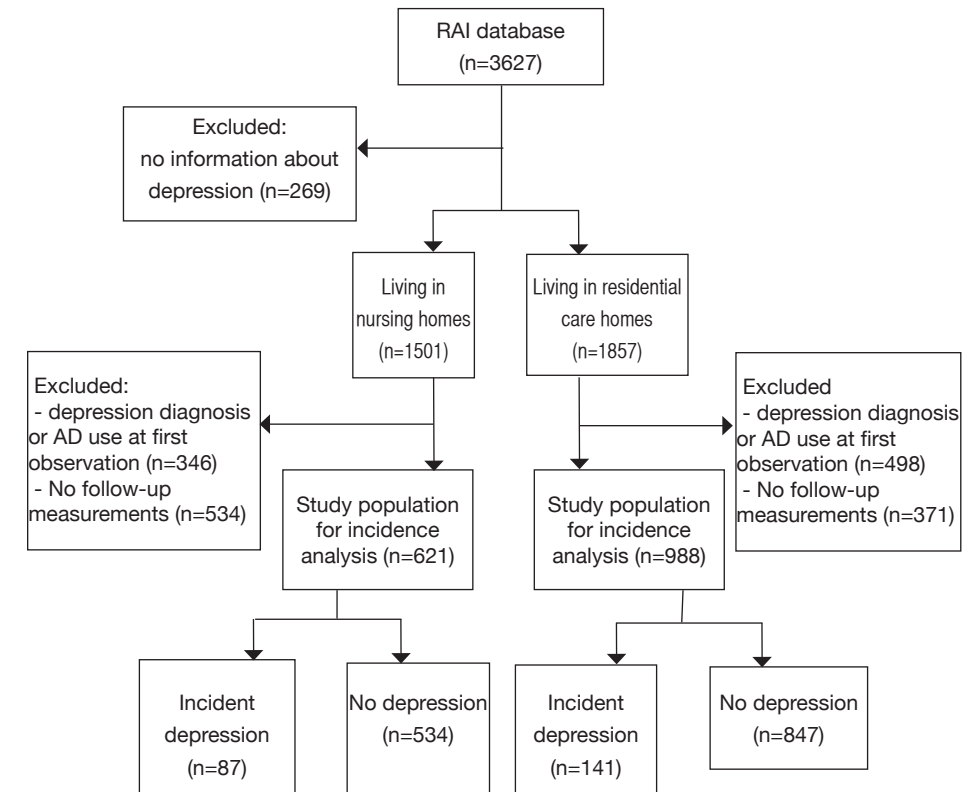 RAI database
(n=3627)
Excluded:
no information about
depression (n=269)
Living in
nursing homes
(n=1501)
Living in residential
care homes
(n=1857)
Excluded:
- depression diagnosis
or AD use at first
observation (n=346)
- No follow-up
measurements (n=534)
Excluded
- depression diagnosis
or AD use at first
observation (n=498)
- No follow-up
measurements (n=371)
Study population
for incidence
analysis (n=621)
Study population
for incidence
analysis (n=988)
Incident
depression
(n=87)
No depression
(n=534)
Incident
depression
(n=141)
No depression
(n=847)